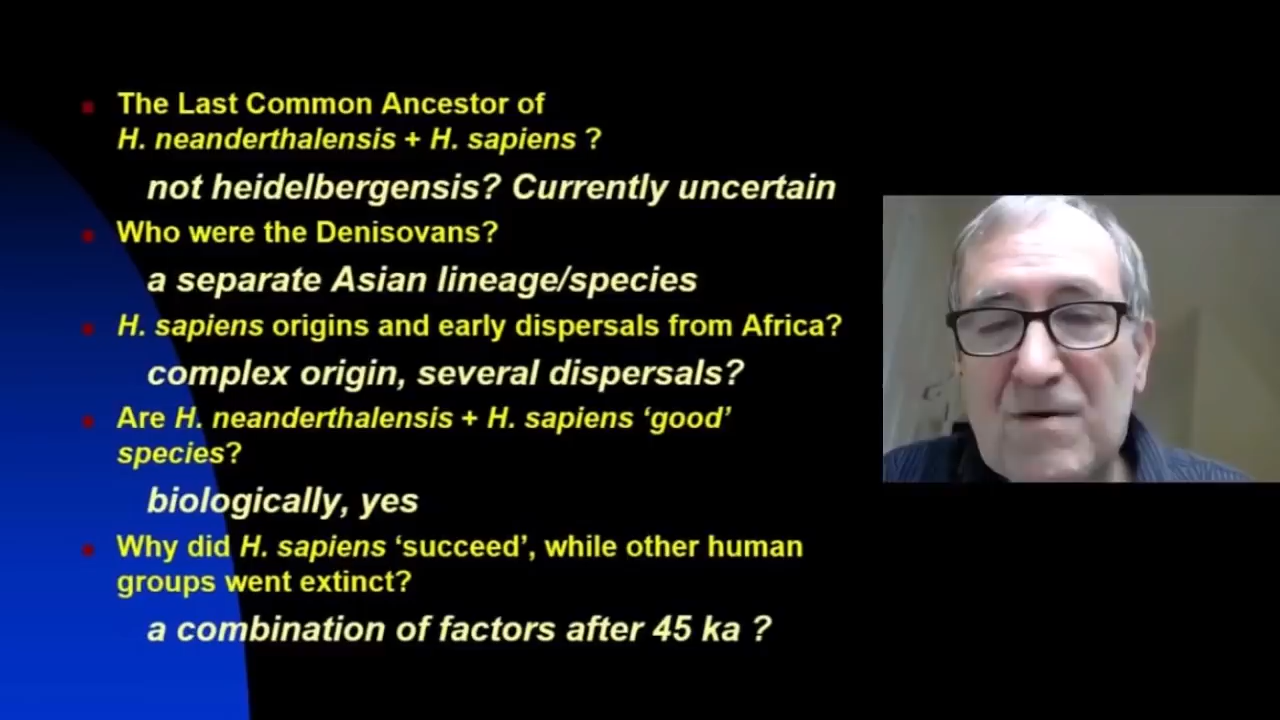 The Last Common Ancestor of
H. neanderthalensis + H. sapiens ?
not heidelbergensis? Currently uncertain
Who were the Denisovans?
a separate Asian lineage/species
H. sapiens origins and early dispersals from Africa?
complex origin, several dispersals?
Are H. neanderthalensis + H. sapiens ‘good’
species?
biologically, yes
Why did H. sapiens ‘succeed’, while other human
groups went extinct?
a combination of factors after 45 ka ?